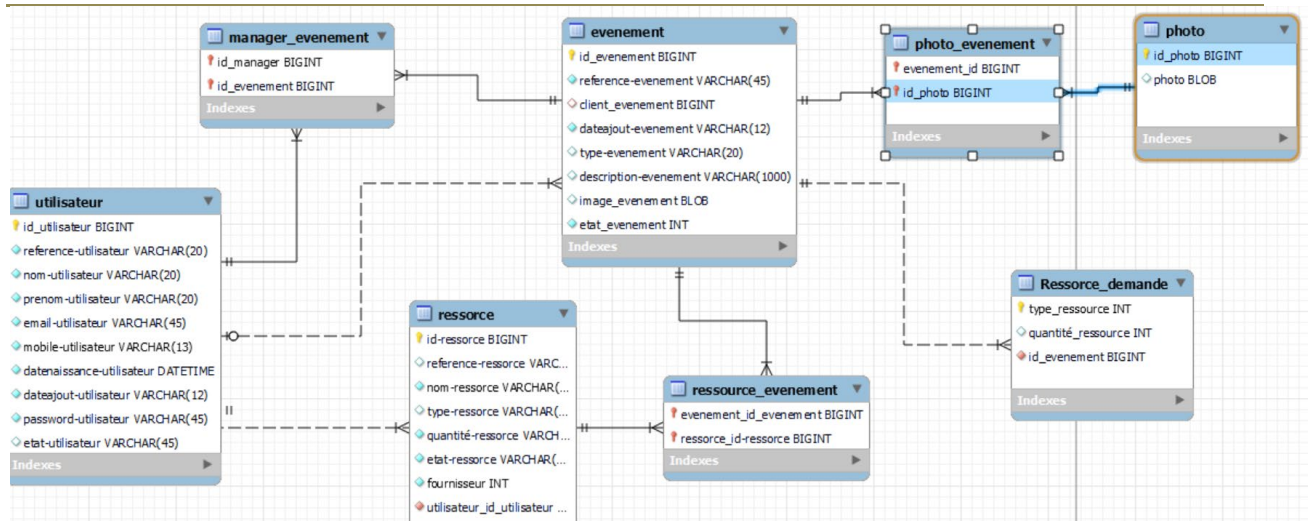 manager_evenement
id_manager BIGINT
id_evenement BIGINT
Indexes
evenement
id_evenement BIGINT
reference-evenement VARCHAR(45)
client_evenement BIGINT
dateajout-evenement VARCHAR(12)
type-evenement VARCHAR(20)
description-evenement VARCHAR(1000)
image_evenement BLOB
etat_evenement INT
Indexes
photo_evenement
evenement_id BIGINT
id_photo BIGINT
Indexes
photo
id_photo BIGINT
photo BLOB
Indexes
utilisateur
id_utilisateur BIGINT
reference-utilisateur VARCHAR(20)
nom-utilisateur VARCHAR(20)
prenom-utilisateur VARCHAR(20)
email-utilisateur VARCHAR(45)
mobile-utilisateur VARCHAR(13)
datenaissance-utilisateur DATETIME
dateajout-utilisateur VARCHAR(12)
password-utilisateur VARCHAR(45)
etat-utilisateur VARCHAR(45)
Indexes
ressorce
id-ressorce BIGINT
reference-ressorce VARC...
nom-ressorce VARCHAR(...
type-ressorce VARCHAR(...
quantité-ressorce VARCH...
etat-ressorce VARCHAR(...
fournisseur INT
utilisateur_id_utilisateur ...
ressource_evenement
evenement_id_evenement BIGINT
ressorce_id-ressorce BIGINT
Indexes
Ressorce_demande
type_ressource INT
quantité_ressource INT
id_evenement BIGINT
Indexes